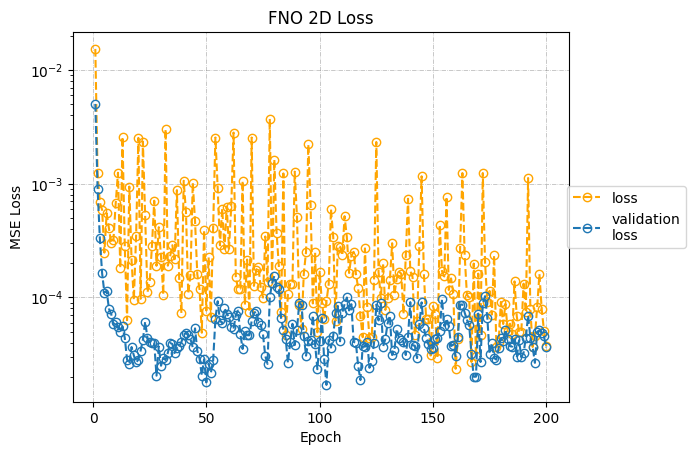 FNO 2D Loss
MSE Loss
10⁻²
10⁻³
10⁻⁴
0
50
100
150
200
Epoch
loss
validation
loss